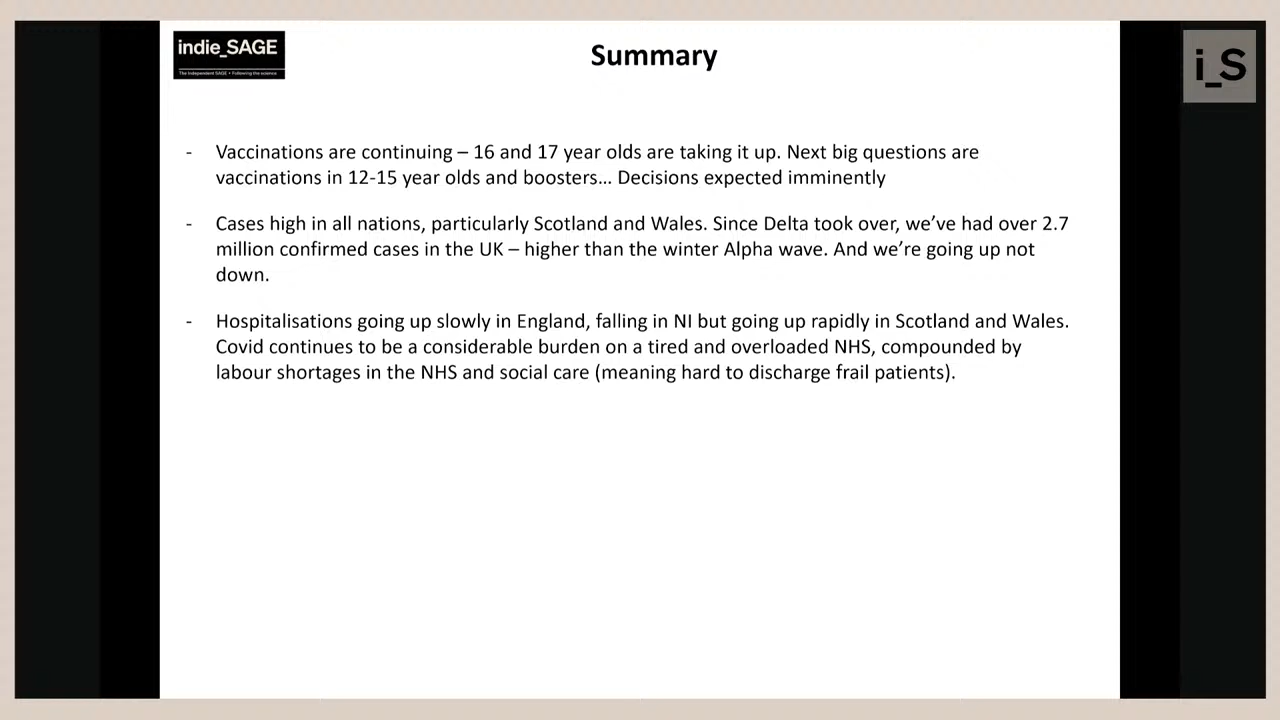 indie_SAGE
The Independent SAGE • Following the science
Summary
i_S
- Vaccinations are continuing – 16 and 17 year olds are taking it up. Next big questions are
vaccinations in 12-15 year olds and boosters… Decisions expected imminently
- Cases high in all nations, particularly Scotland and Wales. Since Delta took over, we’ve had over 2.7
million confirmed cases in the UK – higher than the winter Alpha wave. And we’re going up not
down.
- Hospitalisations going up slowly in England, falling in NI but going up rapidly in Scotland and Wales.
Covid continues to be a considerable burden on a tired and overloaded NHS, compounded by
labour shortages in the NHS and social care (meaning hard to discharge frail patients).